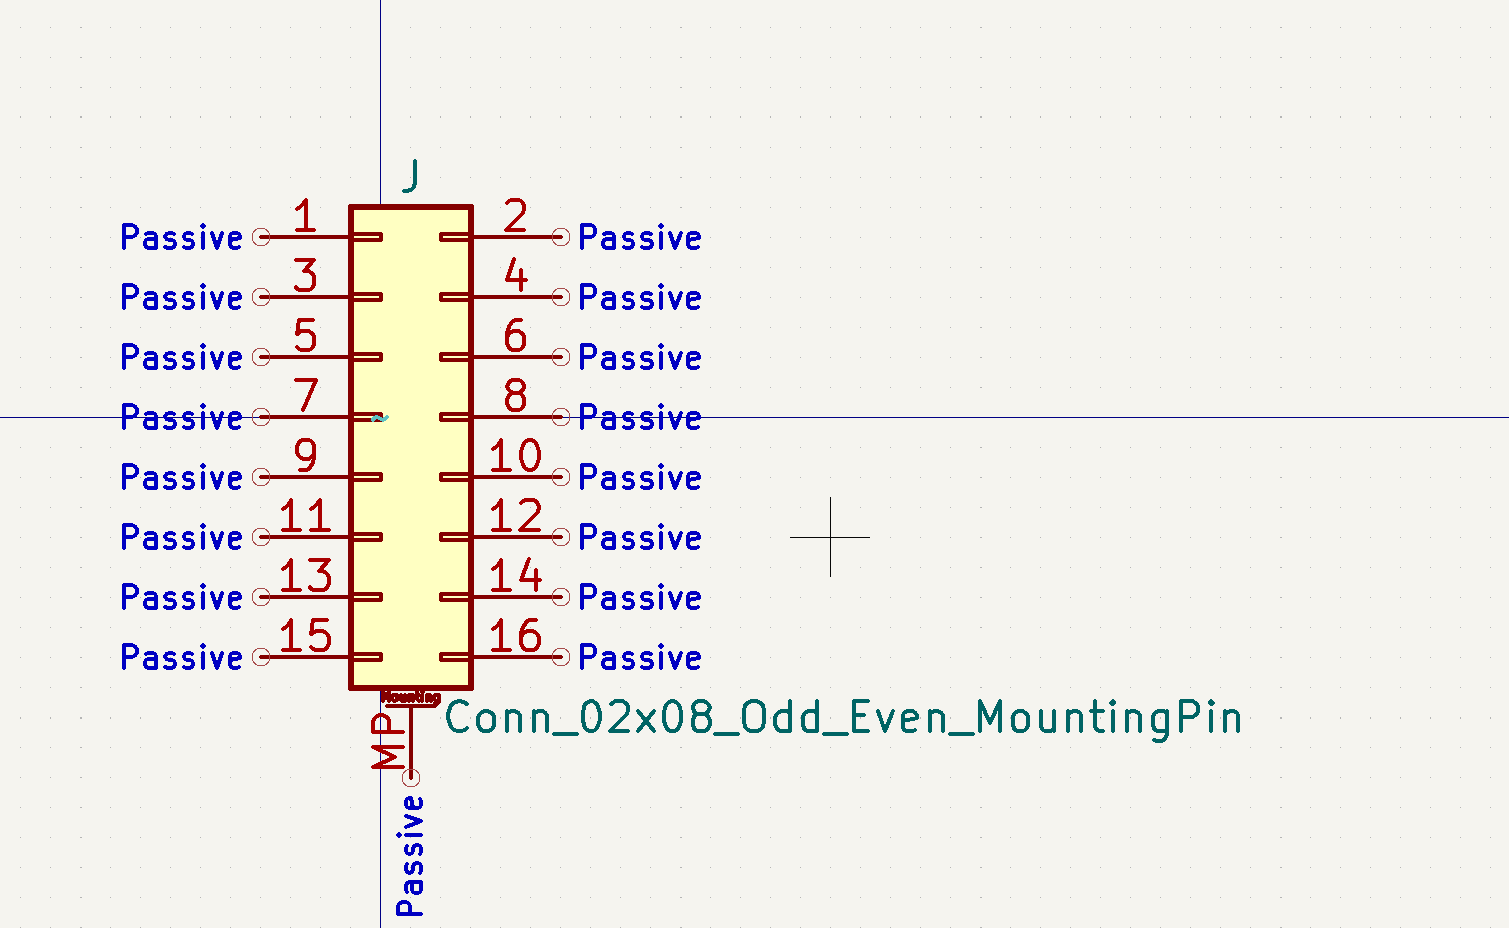 J
1 2
Passive Passive
3 4
Passive Passive
5 6
Passive Passive
7 8
Passive Passive
9 10
Passive Passive
11 12
Passive Passive
13 14
Passive Passive
15 16
Passive Passive
Mounting
MP
Conn_02x08_Odd_Even_MountingPin
Passive